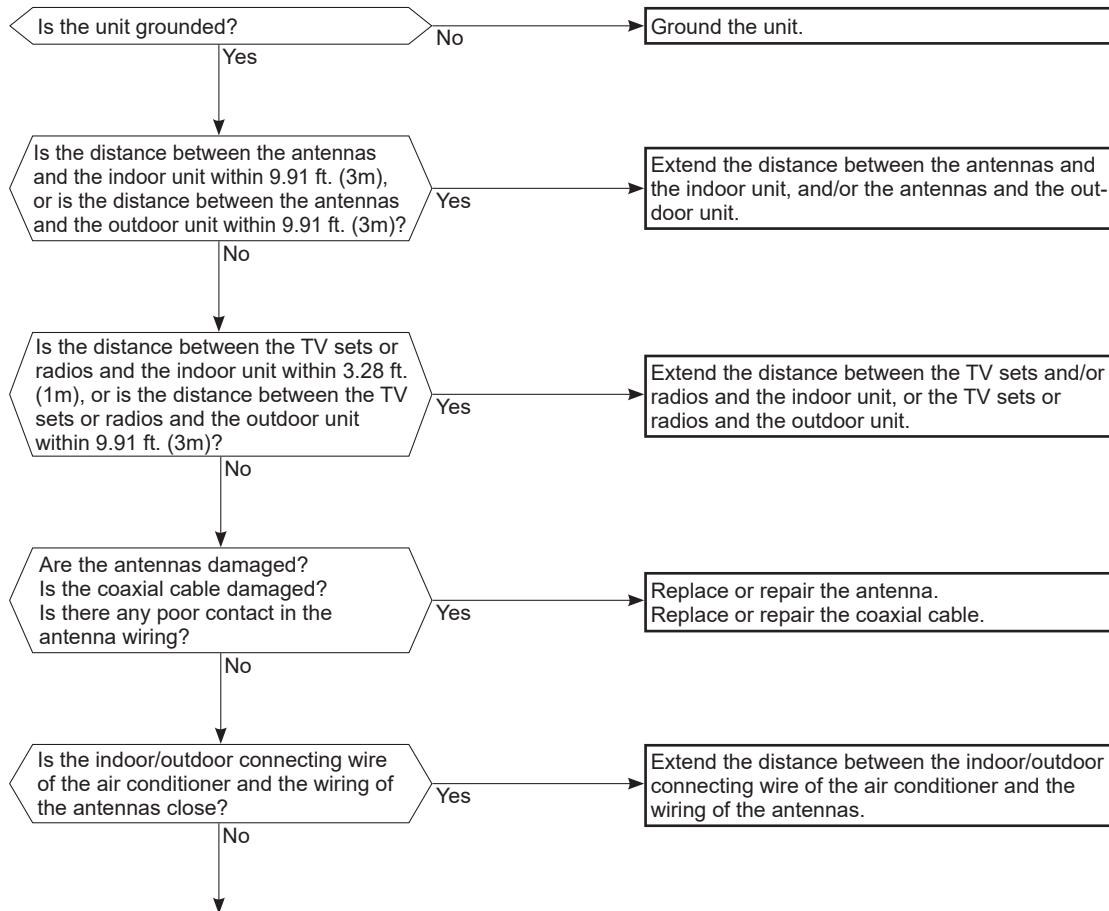 Is the unit grounded?
No
Ground the unit.
Yes
Is the distance between the antennas
and the indoor unit within 9.91 ft. (3m),
or is the distance between the antennas
and the outdoor unit within 9.91 ft. (3m)?
Yes
Extend the distance between the antennas and
the indoor unit, and/or the antennas and the out-
door unit.
No
Is the distance between the TV sets or
radios and the indoor unit within 3.28 ft.
(1m), or is the distance between the TV
sets or radios and the outdoor unit
within 9.91 ft. (3m)?
Yes
Extend the distance between the TV sets and/or
radios and the indoor unit, or the TV sets or
radios and the outdoor unit.
No
Are the antennas damaged?
Is the coaxial cable damaged?
Is there any poor contact in the
antenna wiring?
Yes
Replace or repair the antenna.
Replace or repair the coaxial cable.
No
Is the indoor/outdoor connecting wire
of the air conditioner and the wiring of
the antennas close?
Yes
Extend the distance between the indoor/outdoor
connecting wire of the air conditioner and the
wiring of the antennas.
No